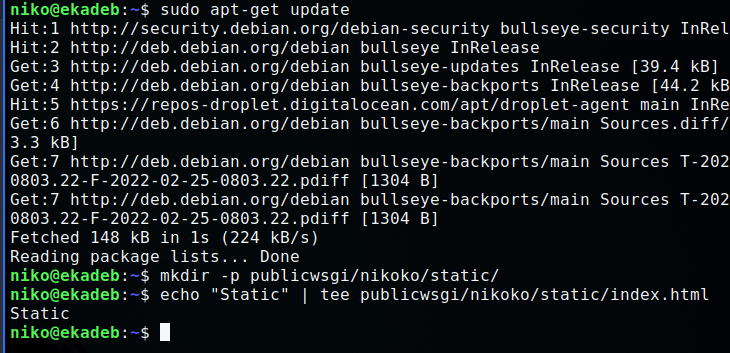 niko@ekadeb:~$ sudo apt-get update
Hit:1 http://security.debian.org/debian-security bullseye-security InRel
Hit:2 http://deb.debian.org/debian bullseye InRelease
Get:3 http://deb.debian.org/debian bullseye-updates InRelease [39.4 kB]
Get:4 http://deb.debian.org/debian bullseye-backports InRelease [44.2 kB
Hit:5 https://repos-droplet.digitalocean.com/apt/droplet-agent main InRe
Get:6 http://deb.debian.org/debian bullseye-backports/main Sources.diff/
3.3 kB]
Get:7 http://deb.debian.org/debian bullseye-backports/main Sources T-202
0803.22-F-2022-02-25-0803.22.pdiff [1304 B]
Get:7 http://deb.debian.org/debian bullseye-backports/main Sources T-202
0803.22-F-2022-02-25-0803.22.pdiff [1304 B]
Fetched 148 kB in 1s (224 kB/s)
Reading package lists... Done
niko@ekadeb:~$ mkdir -p publicwsgi/nikoko/static/
niko@ekadeb:~$ echo "Static" | tee publicwsgi/nikoko/static/index.html
Static
niko@ekadeb:~$